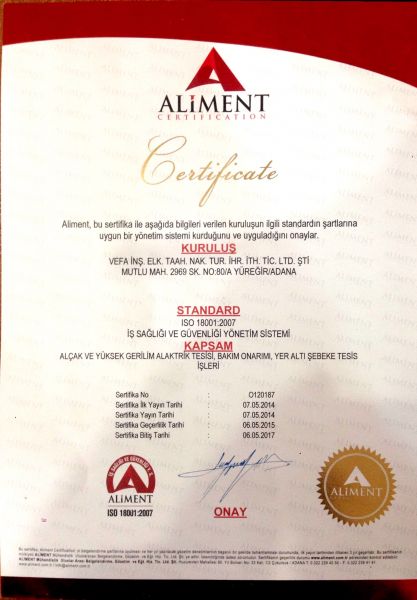 ALiMENT
CERTIFICATION
Certificate
Aliment, bu sertifika ile aşağıda bilgileri verilen kuruluşun ilgili standardın şartlarına
uygun bir yönetim sistemi kurduğunu ve uyguladığını onaylar.
KURULUŞ
VEFA İNŞ. ELK. TAAH. NAK. TUR. İHR. İTH. TİC. LTD. ŞTİ
MUTLU MAH. 2969 SK. NO:80/A YÜREĞİR/ADANA
STANDARD
ISO 18001:2007
İŞ SAĞLIĞI VE GÜVENLİĞİ YÖNETİM SİSTEMİ
KAPSAM
ALÇAK VE YÜKSEK GERİLİM ALAKTRİK TESİSİ, BAKIM ONARIMI, YER ALTI ŞEBEKE TESİS
İŞLERİ
Sertifika No : O120187
Sertifika İlk Yayın Tarihi : 07.05.2014
Sertifika Yayın Tarihi : 07.05.2014
Sertifika Geçerlilik Tarihi : 06.05.2015
Sertifika Bitiş Tarihi : 06.05.2017
İŞ SAĞLIĞI VE GÜVENLİĞİ Y. S.
ALiMENT
ISO 18001:2007
ONAY
ALiMENT